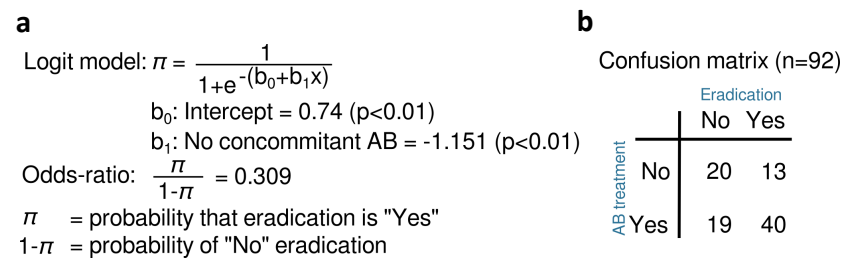 a
Logit model: π = 1 / 1+e^-(b₀+b₁x)
b₀: Intercept = 0.74 (p<0.01)
b₁: No concommitant AB = -1.151 (p<0.01)
Odds-ratio: π / 1-π = 0.309
π = probability that eradication is "Yes"
1-π = probability of "No" eradication
b
Confusion matrix (n=92)
Eradication
No Yes
AB treatment
No 20 13
Yes 19 40